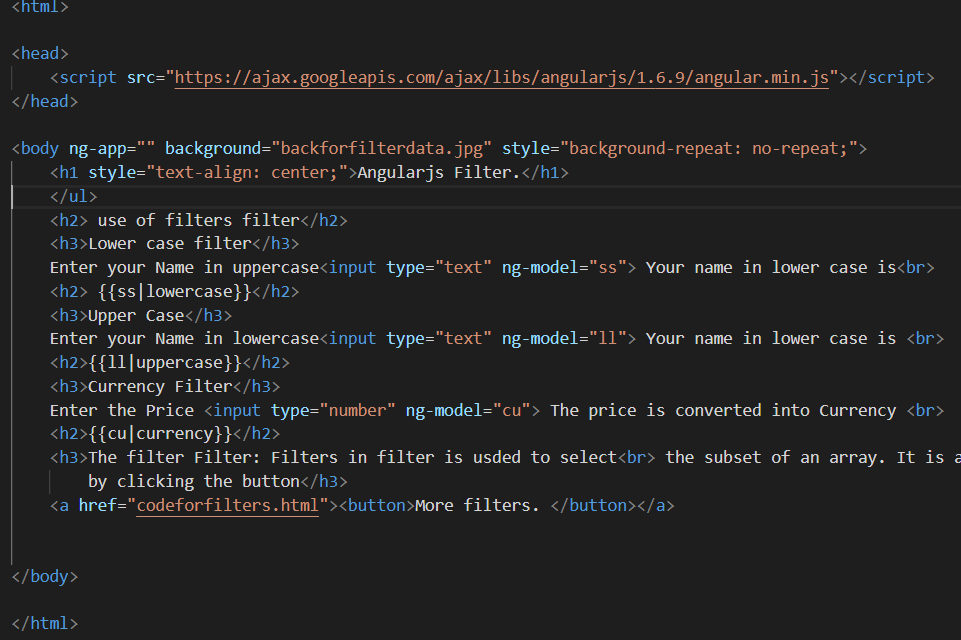 <html>
<head>
<script src="https://ajax.googleapis.com/ajax/libs/angularjs/1.6.9/angular.min.js"></script>
</head>
<body ng-app="" background="backforfilterdata.jpg" style="background-repeat: no-repeat;">
<h1 style="text-align: center;">Angularjs Filter.</h1>
</ul>
<h2> use of filters filter</h2>
<h3>Lower case filter</h3>
Enter your Name in uppercase<input type="text" ng-model="ss"> Your name in lower case is<br>
<h2> {{ss|lowercase}}</h2>
<h3>Upper Case</h3>
Enter your Name in lowercase<input type="text" ng-model="ll"> Your name in lower case is <br>
<h2>{{ll|uppercase}}</h2>
<h3>Currency Filter</h3>
Enter the Price <input type="number" ng-model="cu"> The price is converted into Currency <br>
<h2>{{cu|currency}}</h2>
<h3>The filter Filter: Filters in filter is usded to select<br> the subset of an array. It is a
by clicking the button</h3>
<a href="codeforfilters.html"><button>More filters. </button></a>
</body>
</html>